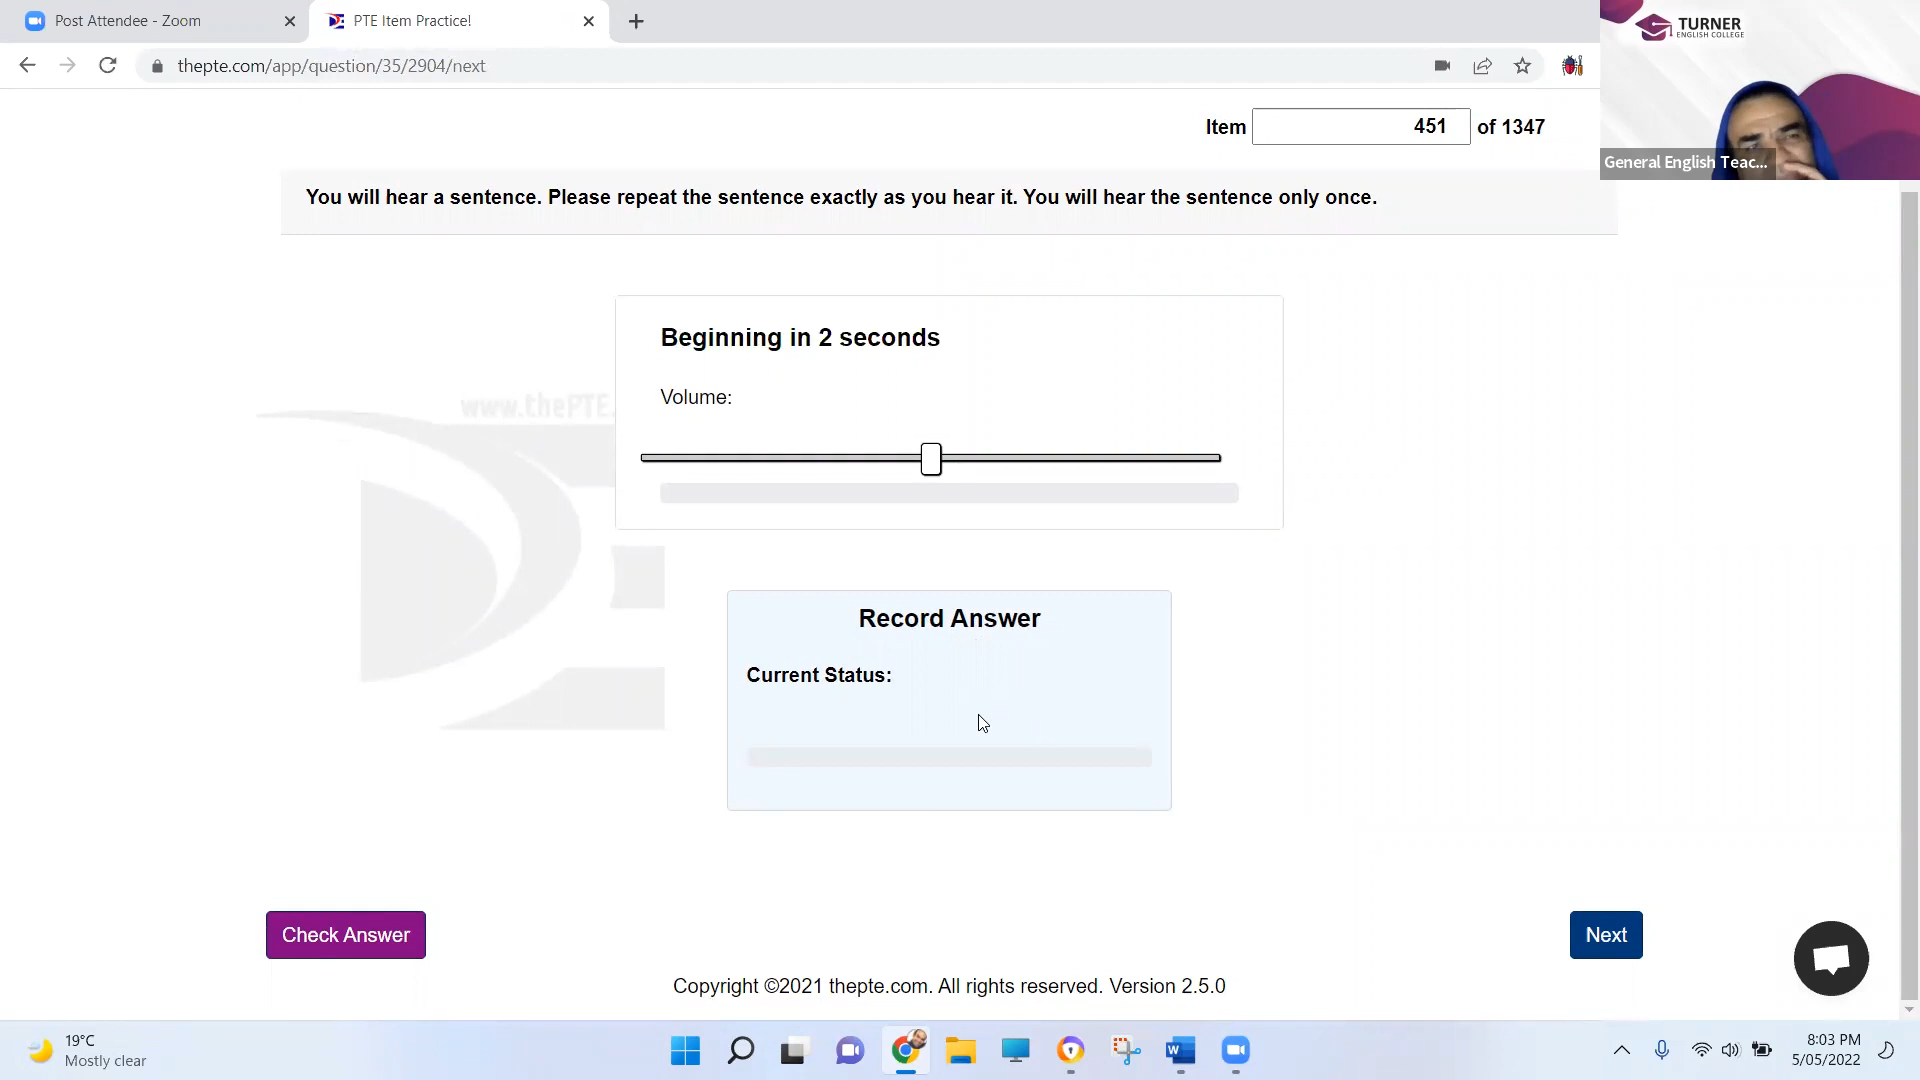 Post Attendee - Zoom
PTE Item Practice!
thepte.com/app/question/35/2904/next
TURNER
ENGLISH COLLEGE
General English Teac...
Item 451 of 1347
You will hear a sentence. Please repeat the sentence exactly as you hear it. You will hear the sentence only once.
Beginning in 2 seconds
Volume:
www.thePTE.
Record Answer
Current Status:
Check Answer
Next
Copyright ©2021 thepte.com. All rights reserved. Version 2.5.0
19°C
Mostly clear
8:03 PM
5/05/2022